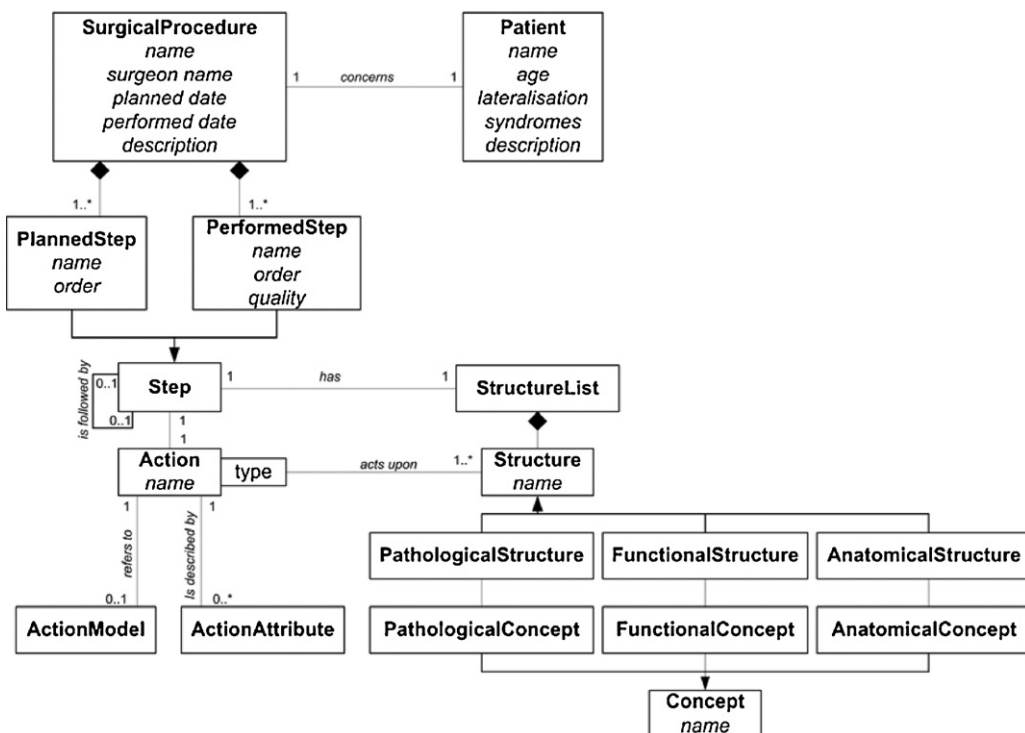 SurgicalProcedure
name
surgeon name
planned date
performed date
description
1
concerns
1
Patient
name
age
lateralisation
syndromes
description
1..*
1..*
PlannedStep
name
order
PerformedStep
name
order
quality
is followed by
0..1
0..1
Step
1
has
1
StructureList
1
1
Action
name
type
acts upon
1..*
Structure
name
1
refers to
0..1
1
Is described by
0..*
PathologicalStructure
FunctionalStructure
AnatomicalStructure
ActionModel
ActionAttribute
PathologicalConcept
FunctionalConcept
AnatomicalConcept
Concept
name